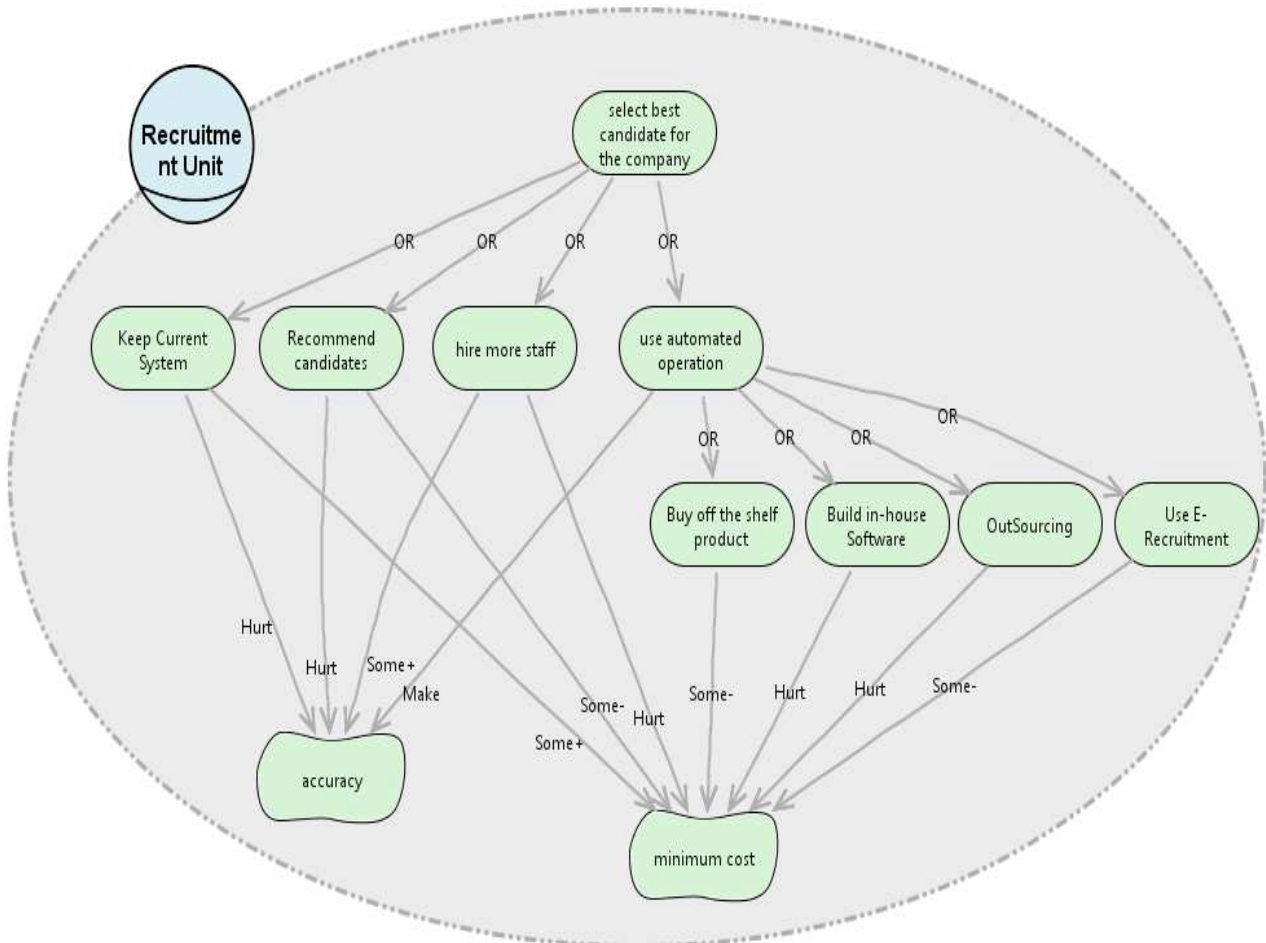 select best
candidate for
the company
Recruitme
nt Unit
OR
OR
OR
OR
Keep Current
System
Recommend
candidates
hire more staff
use automated
operation
OR
OR
OR
OR
Buy off the shelf
product
Build in-house
Software
OutSourcing
Use E-
Recruitment
Hurt
Hurt
Some+
Make
Some-
Some+
Hurt
Some-
Hurt
Hurt
Some-
accuracy
minimum cost